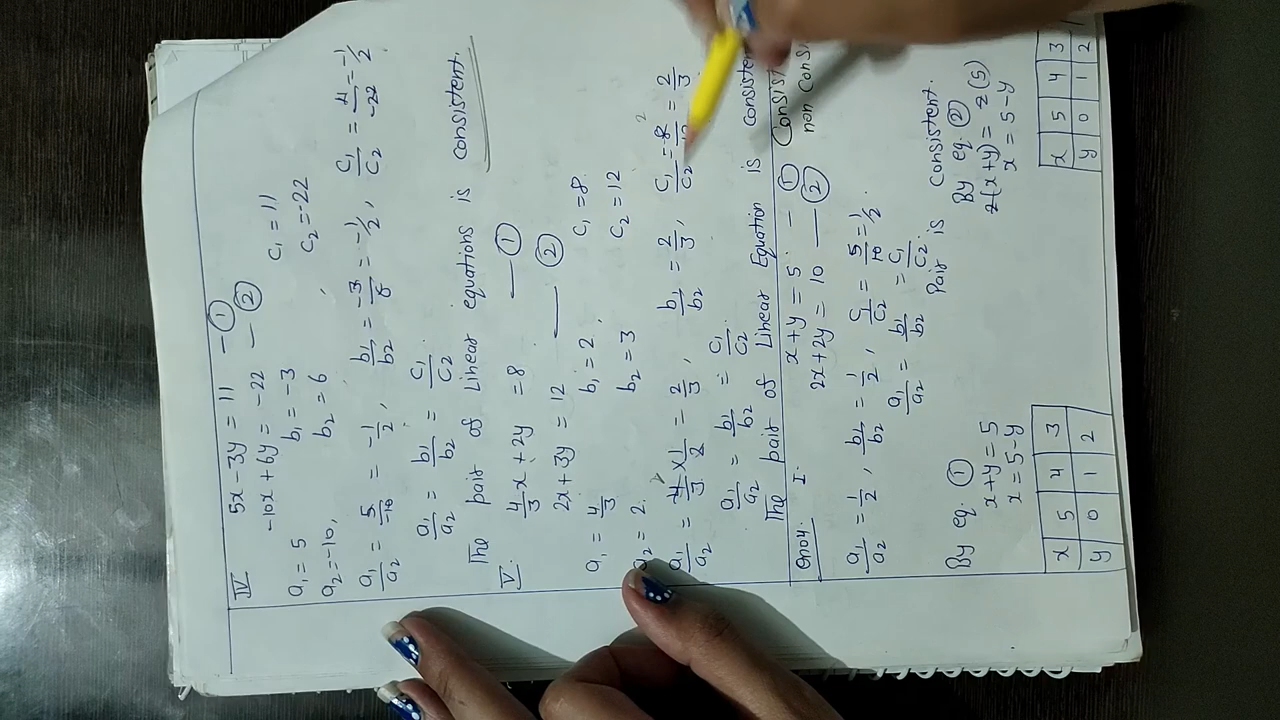 IV 5x - 3y = 11 — ①
-10x + 6y = -22 — ②
a₁ = 5 b₁ = -3 c₁ = 11
a₂ = -10, b₂ = 6 , c₂ = -22
a₁/a₂ = 5/-10 = -1/2, b₁/b₂ = -3/6 = -1/2, c₁/c₂ = 11/-22 = -1/2
a₁/a₂ = b₁/b₂ = c₁/c₂
The pair of Linear equations is consistent.
V. 4/3 x + 2y = 8 — ①
2x + 3y = 12 — ②
a₁ = 4/3 b₁ = 2, c₁ = 8
a₂ = 2. b₂ = 3 c₂ = 12
a₁/a₂ = 4/3 × 1/2 = 2/3, b₁/b₂ = 2/3, c₁/c₂ = 8/12 = 2/3
a₁/a₂ = b₁/b₂ = c₁/c₂
The pair of Linear Equation is
Qno4. I. x + y = 5 — ①
2x + 2y = 10 — ②
non
a₁/a₂ = 1/2, b₁/b₂ = 1/2, c₁/c₂ = 5/10 = 1/2.
a₁/a₂ = b₁/b₂ = c₁/c₂
Pair is consistent.
By eq. ① By eq. ②
x + y = 5 2(x+y) = 2(5)
x = 5 - y x = 5 - y
x 5 4 3 x 5 4 3
y 0 1 2 y 0 1 2